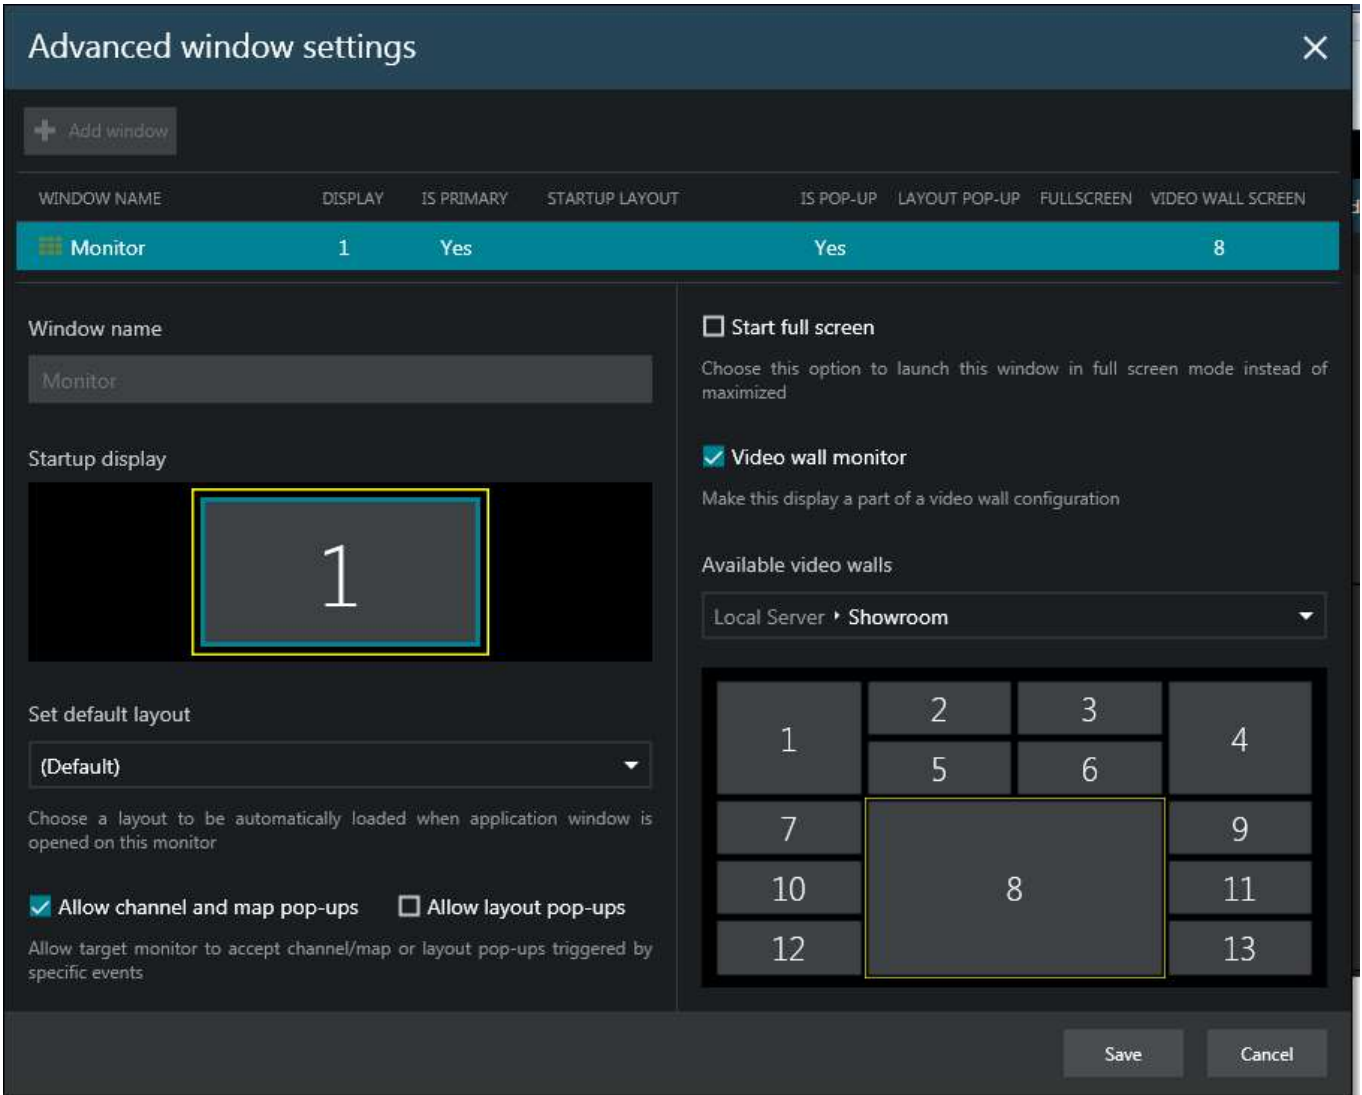 Advanced window settings
Add window
WINDOW NAME DISPLAY IS PRIMARY STARTUP LAYOUT IS POP-UP LAYOUT POP-UP FULLSCREEN VIDEO WALL SCREEN
Monitor 1 Yes Yes 8
Window name
Monitor
Startup display
1
Set default layout
(Default)
Choose a layout to be automatically loaded when application window is
opened on this monitor
Allow channel and map pop-ups Allow layout pop-ups
Allow target monitor to accept channel/map or layout pop-ups triggered by
specific events
Start full screen
Choose this option to launch this window in full screen mode instead of
maximized
Video wall monitor
Make this display a part of a video wall configuration
Available video walls
Local Server ‣ Showroom
1 2 3 4
5 6
7 8 9
10 11
12 13
Save Cancel